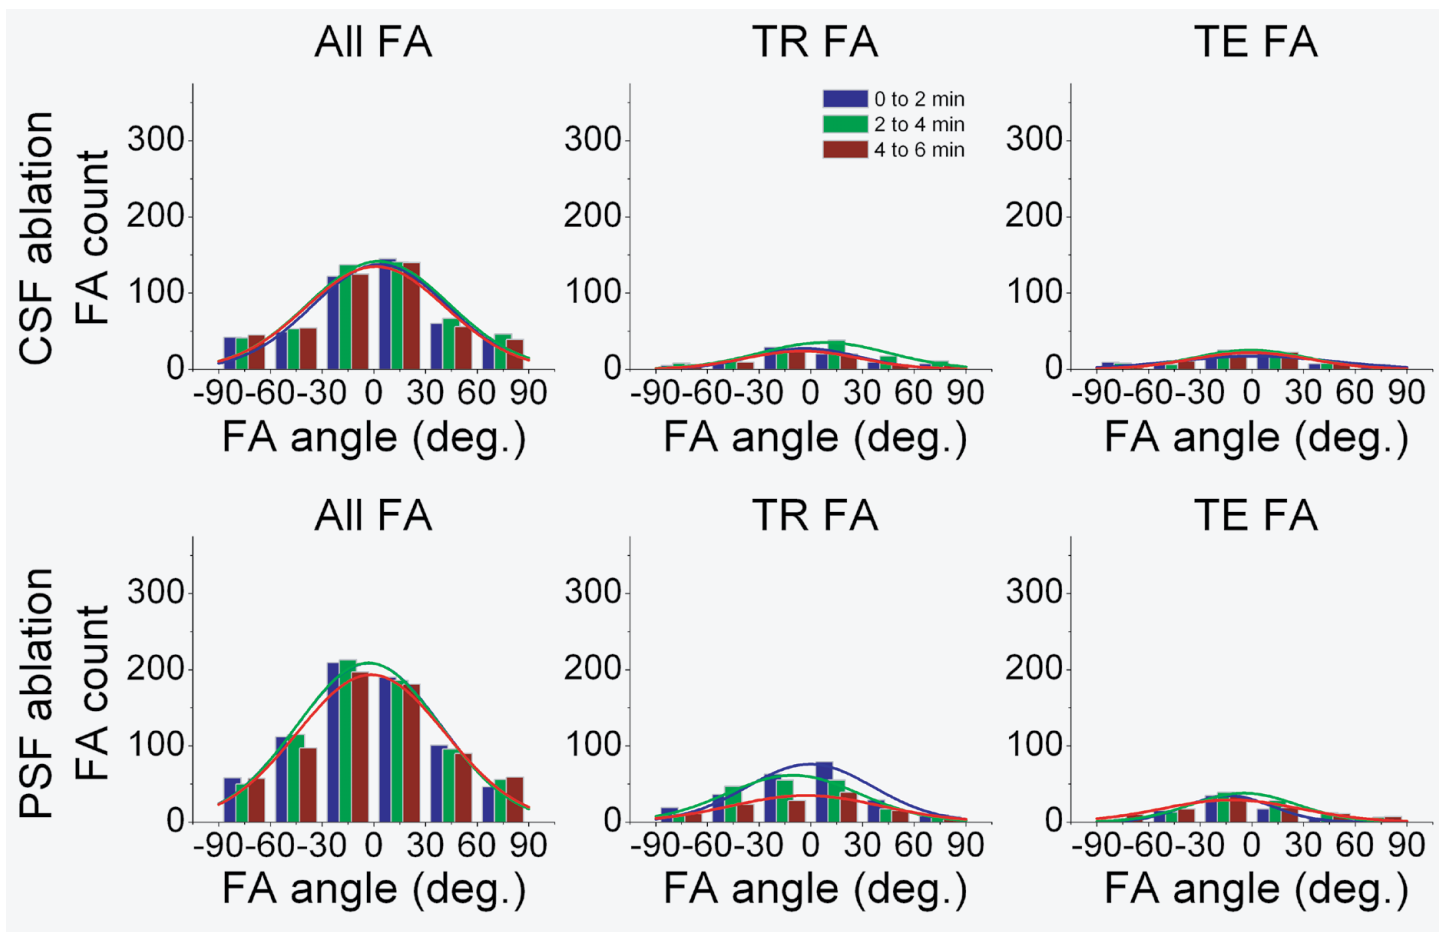 All FA
TR FA
TE FA
CSF ablation
FA count
300
200
100
0
-90-60-30 0 30 60 90
FA angle (deg.)
300
200
100
0
0 to 2 min
2 to 4 min
4 to 6 min
-90-60-30 0 30 60 90
FA angle (deg.)
300
200
100
0
-90-60-30 0 30 60 90
FA angle (deg.)
All FA
TR FA
TE FA
PSF ablation
FA count
300
200
100
0
-90-60-30 0 30 60 90
FA angle (deg.)
300
200
100
0
-90-60-30 0 30 60 90
FA angle (deg.)
300
200
100
0
-90-60-30 0 30 60 90
FA angle (deg.)